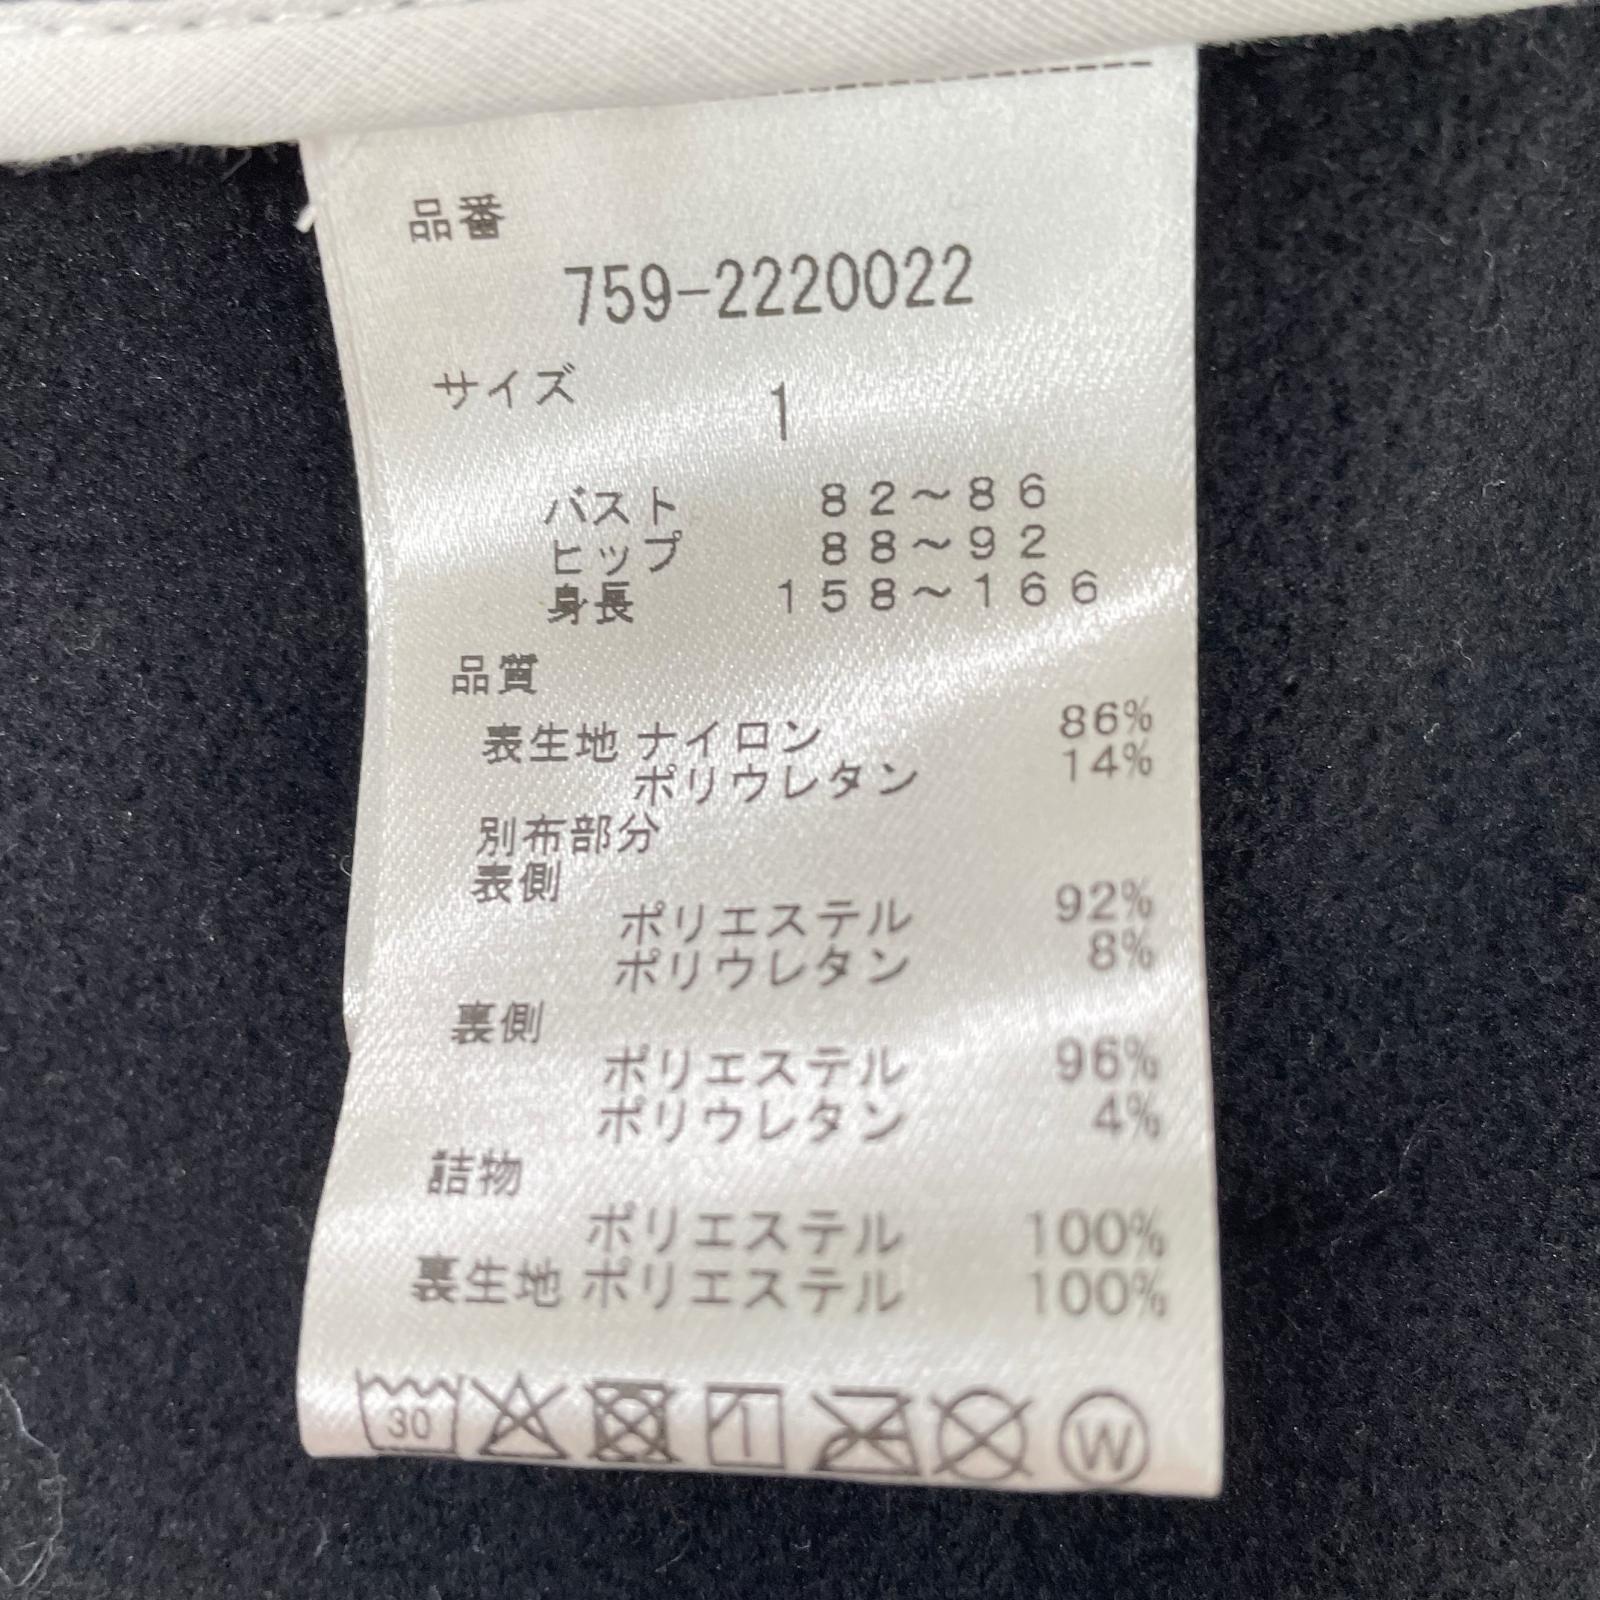 品番
759-2220022
サイズ 1
バスト 82～86
ヒップ 88～92
身長 158～166
品質
表生地 ナイロン 86%
ポリウレタン 14%
別布部分
表側
ポリエステル 92%
ポリウレタン 8%
裏側
ポリエステル 96%
ポリウレタン 4%
詰物
ポリエステル 100%
裏生地 ポリエステル 100%
30 W